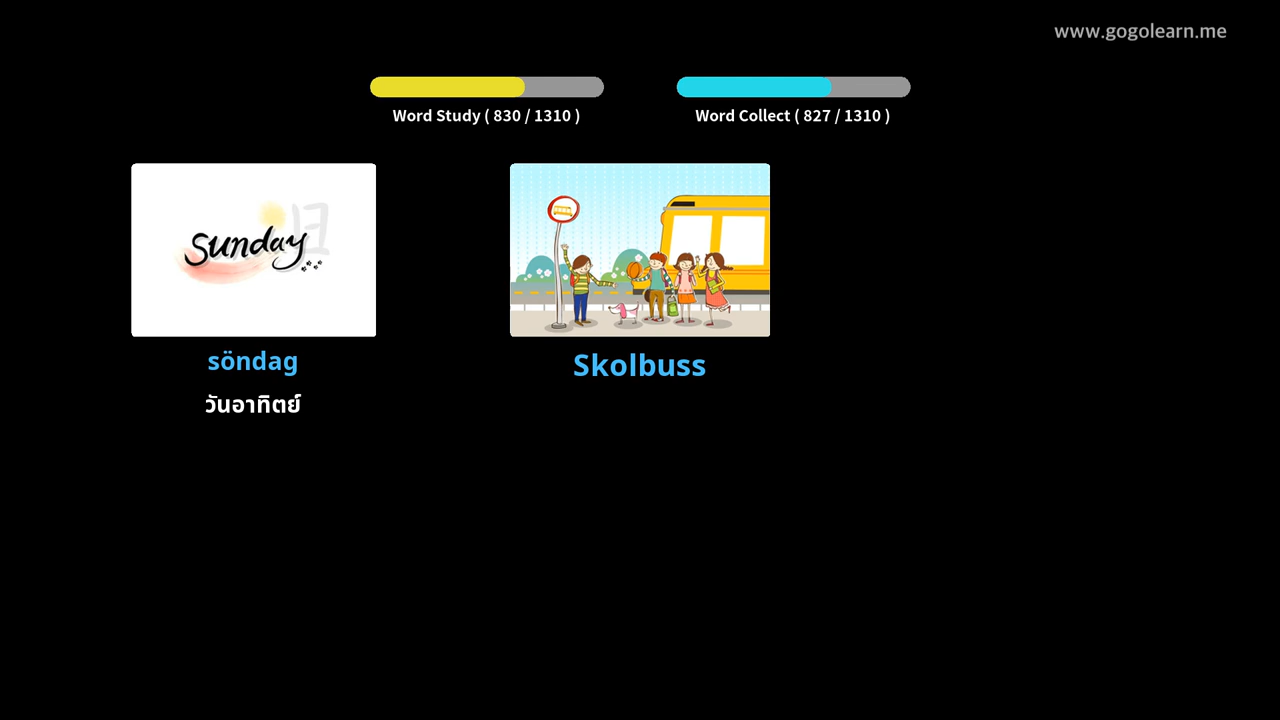 www.gogolearn.me
Word Study ( 830 / 1310 )
Word Collect ( 827 / 1310 )
Sunday
söndag
วันอาทิตย์
Skolbuss